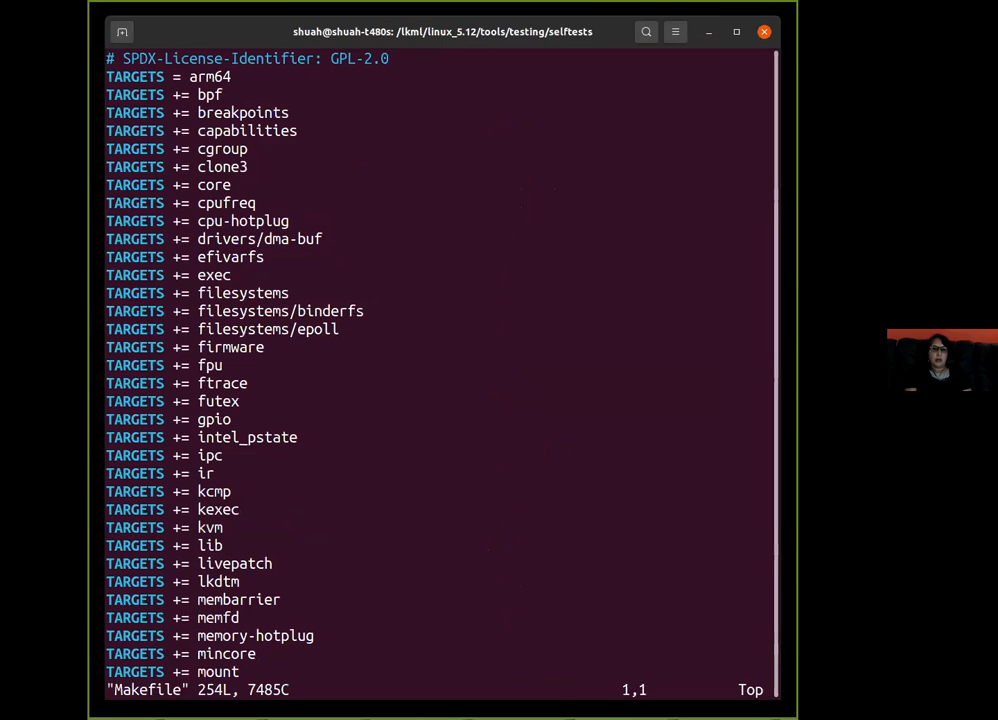 shuah@shuah-t480s: /lkml/linux_5.12/tools/testing/selftests
# SPDX-License-Identifier: GPL-2.0
TARGETS = arm64
TARGETS += bpf
TARGETS += breakpoints
TARGETS += capabilities
TARGETS += cgroup
TARGETS += clone3
TARGETS += core
TARGETS += cpufreq
TARGETS += cpu-hotplug
TARGETS += drivers/dma-buf
TARGETS += efivarfs
TARGETS += exec
TARGETS += filesystems
TARGETS += filesystems/binderfs
TARGETS += filesystems/epoll
TARGETS += firmware
TARGETS += fpu
TARGETS += ftrace
TARGETS += futex
TARGETS += gpio
TARGETS += intel_pstate
TARGETS += ipc
TARGETS += ir
TARGETS += kcmp
TARGETS += kexec
TARGETS += kvm
TARGETS += lib
TARGETS += livepatch
TARGETS += lkdtm
TARGETS += membarrier
TARGETS += memfd
TARGETS += memory-hotplug
TARGETS += mincore
TARGETS += mount
"Makefile" 254L, 7485C 1,1 Top